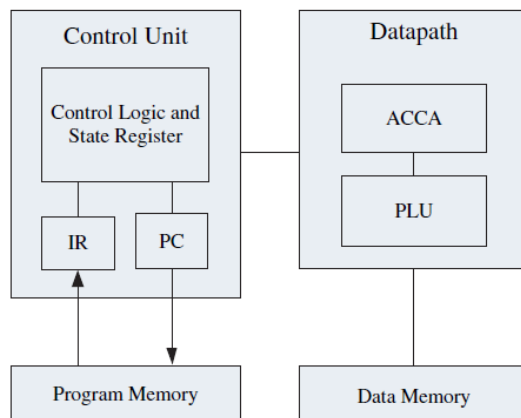 Control Unit
Control Logic and
State Register
IR
PC
Program Memory
Datapath
ACCA
PLU
Data Memory